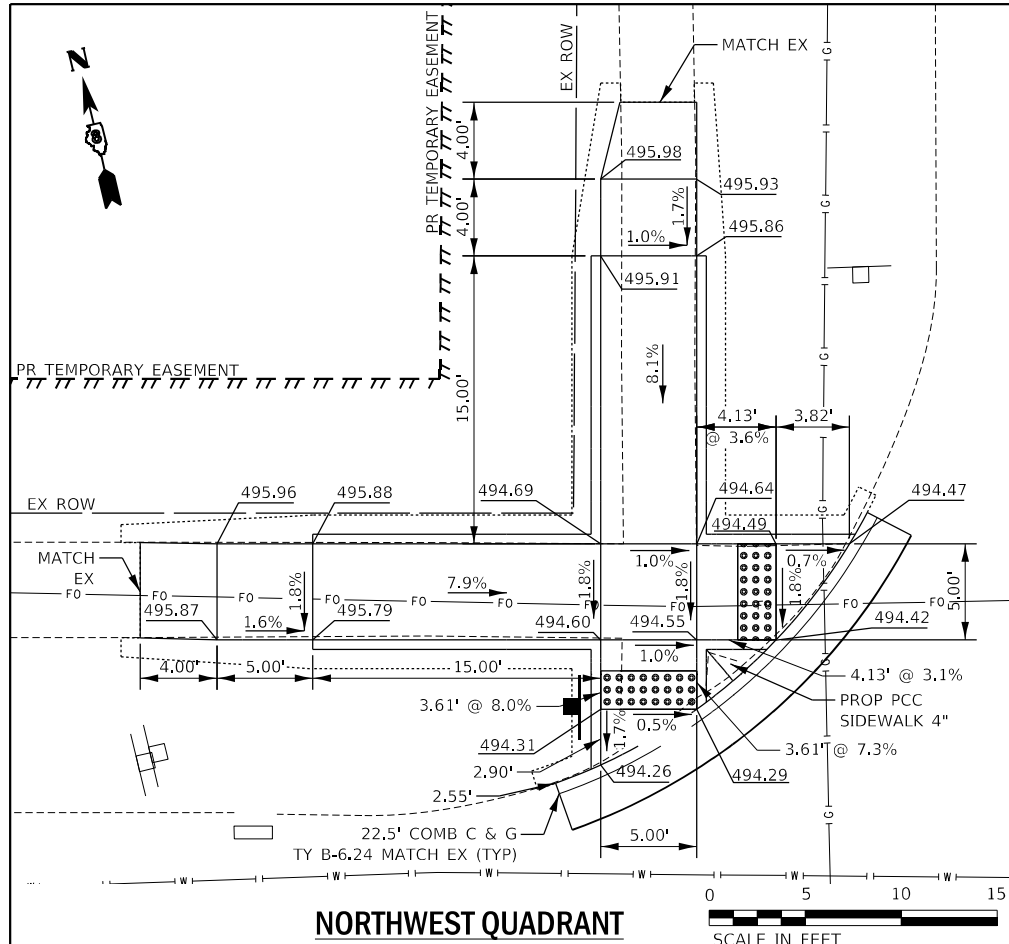 MATCH EX
N
EX ROW
PR TEMPORARY EASEMENT
G
4.00'
495.98
495.93
4.00'
1.7%
1.0%
495.86
495.91
G
8.1%
15.00'
PR TEMPORARY EASEMENT
4.13'
@ 3.6%
3.82'
G
EX ROW
495.96
495.88
494.69
494.64
494.47
494.49
G
MATCH
EX
1.0%
0.7%
FO
FO
FO
FO
FO
FO
FO
FO
FO
7.9%
1.8%
1.8%
1.8%
1.8%
5.00'
495.87
1.6%
495.79
494.60
494.55
494.42
1.0%
4.00'
5.00'
15.00'
4.13' @ 3.1%
G
PROP PCC
SIDEWALK 4"
3.61' @ 8.0%
1.7%
0.5%
3.61' @ 7.3%
494.31
2.90'
494.26
494.29
2.55'
G
22.5' COMB C & G
TY B-6.24 MATCH EX (TYP)
5.00'
W
W
W
W
W
W
NORTHWEST QUADRANT
0
5
10
15
SCALE IN FEET